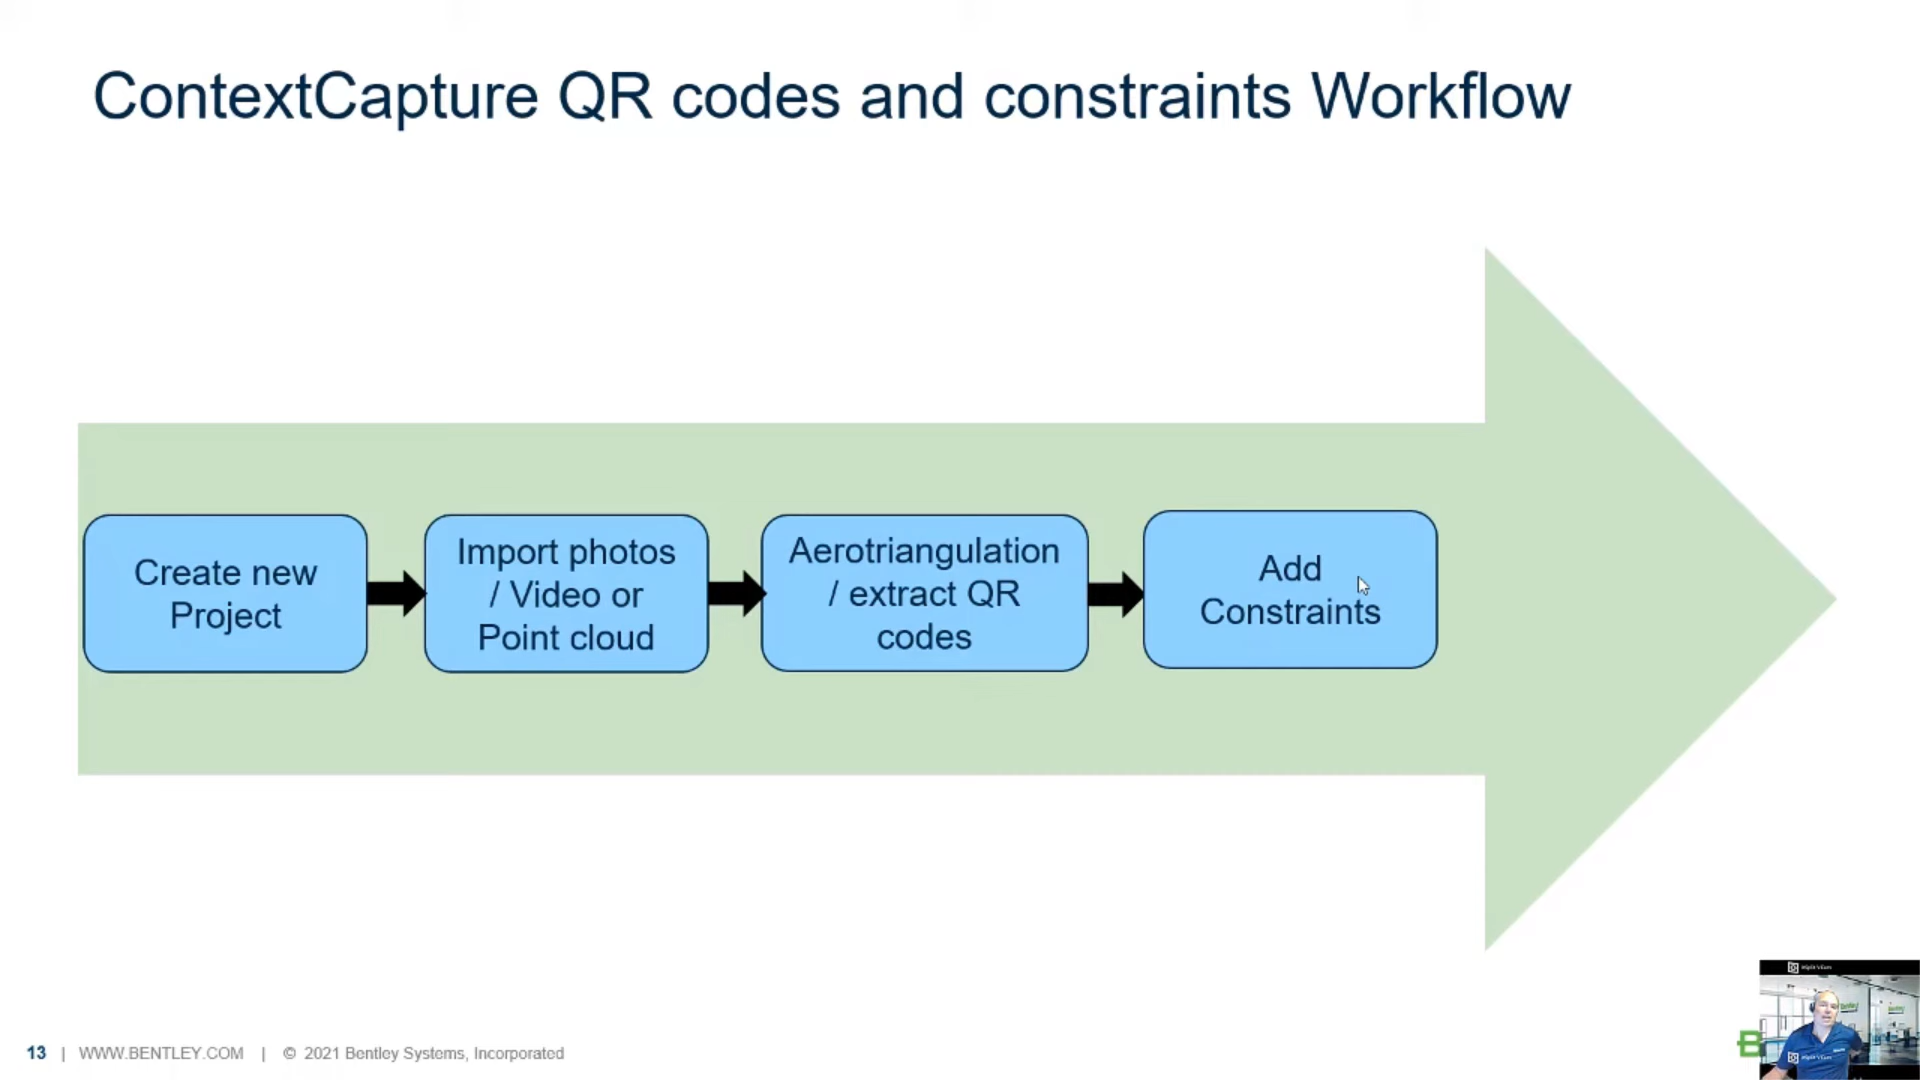 ContextCapture QR codes and constraints Workflow
Create new
Project
Import photos
/ Video or
Point cloud
Aerotriangulation
/ extract QR
codes
Add
Constraints
13 | WWW.BENTLEY.COM | © 2021 Bentley Systems, Incorporated
B